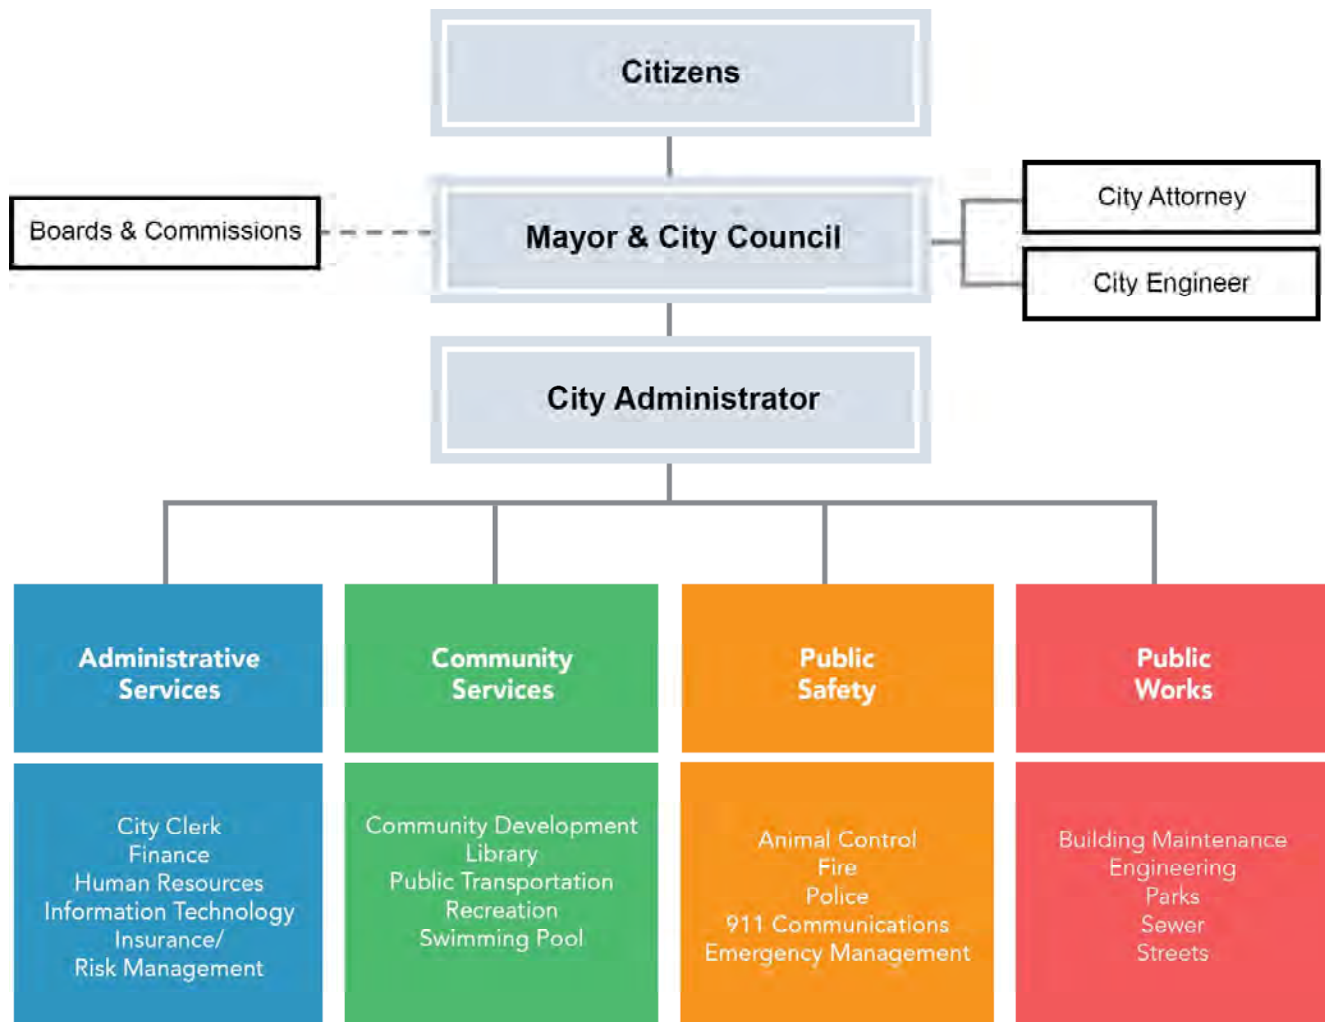 Citizens
Boards & Commissions
Mayor & City Council
City Attorney
City Engineer
City Administrator
Administrative
Services
City Clerk
Finance
Human Resources
Information Technology
Insurance/
Risk Management
Community
Services
Community Development
Library
Public Transportation
Recreation
Swimming Pool
Public
Safety
Animal Control
Fire
Police
911 Communications
Emergency Management
Public
Works
Building Maintenance
Engineering
Parks
Sewer
Streets